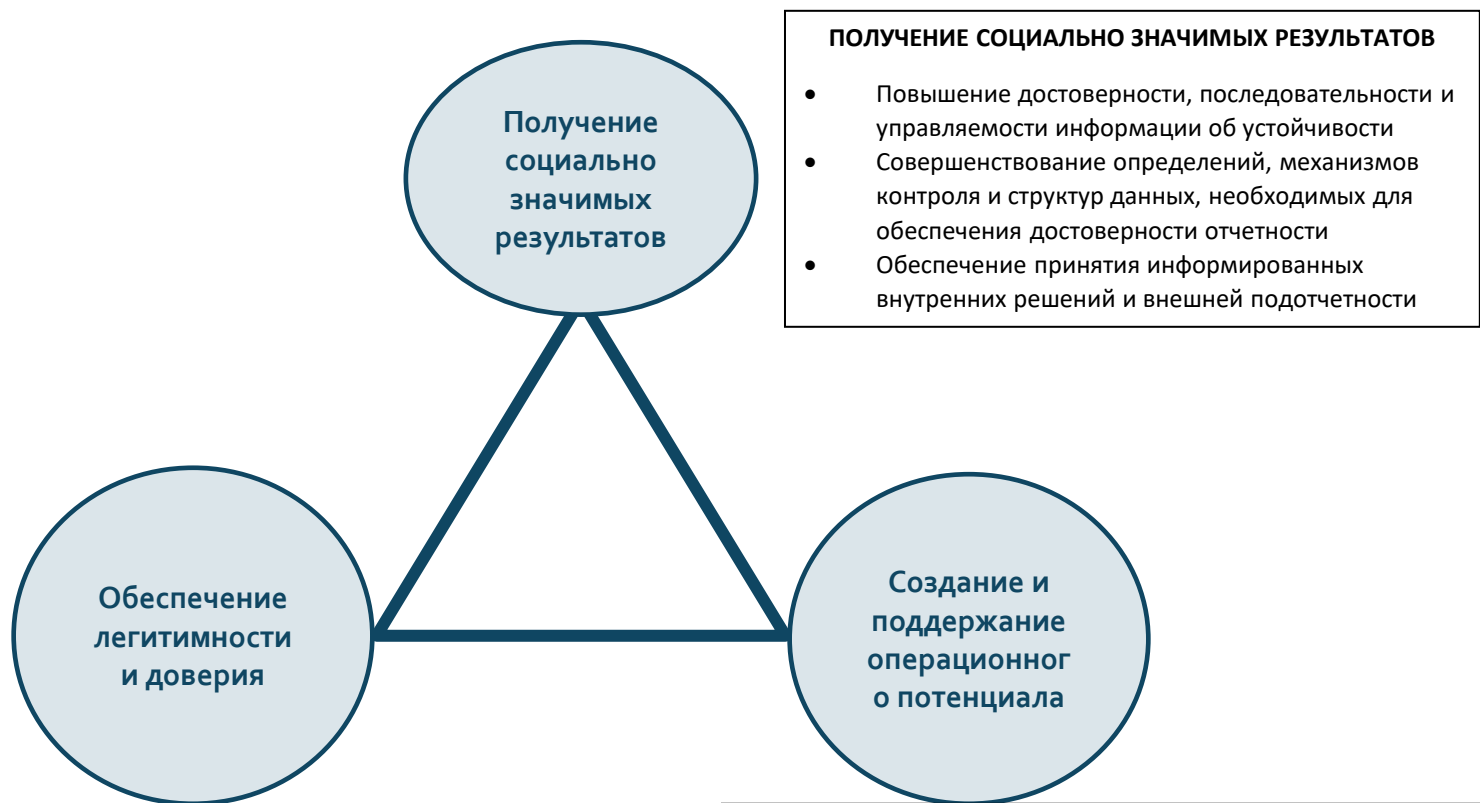 ПОЛУЧЕНИЕ СОЦИАЛЬНО ЗНАЧИМЫХ РЕЗУЛЬТАТОВ
• Повышение достоверности, последовательности и
управляемости информации об устойчивости
• Совершенствование определений, механизмов
контроля и структур данных, необходимых для
обеспечения достоверности отчетности
• Обеспечение принятия информированных
внутренних решений и внешней подотчетности
Получение
социально
значимых
результатов
Обеспечение
легитимности
и доверия
Создание и
поддержание
операционног
о потенциала